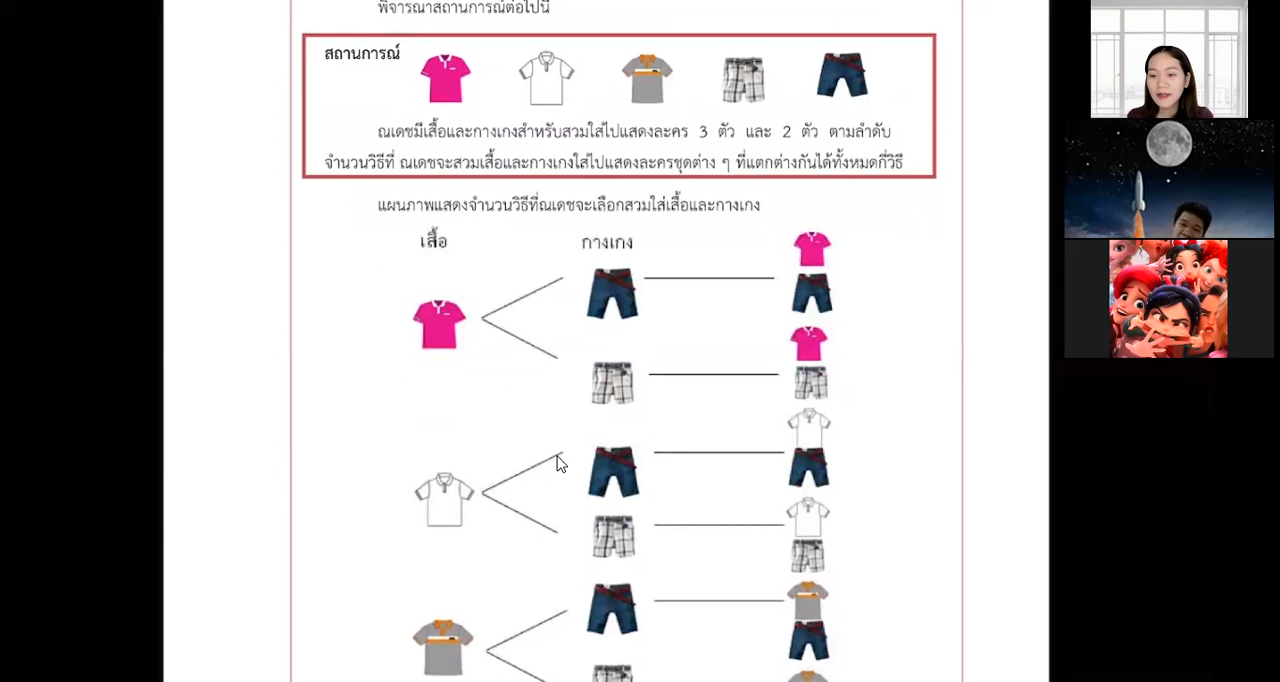 พิจารณาสถานการณ์ต่อไปนี้
สถานการณ์
ณเดชมีเสื้อและกางเกงสำหรับสวมใส่ไปแสดงละคร 3 ตัว และ 2 ตัว ตามลำดับ
จำนวนวิธีที่ ณเดชจะสวมเสื้อและกางเกงใส่ไปแสดงละครชุดต่าง ๆ ที่แตกต่างกันได้ทั้งหมดกี่วิธี
แผนภาพแสดงจำนวนวิธีที่ณเดชจะเลือกสวมใส่เสื้อและกางเกง
เสื้อ
กางเกง